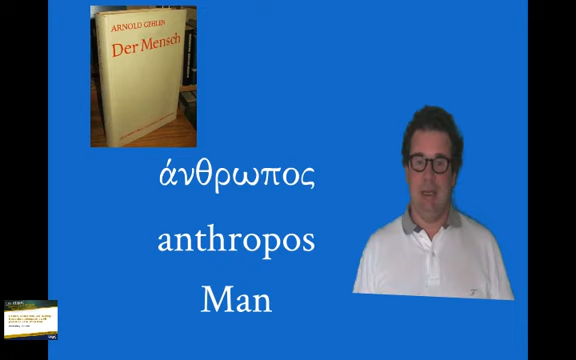 ARNOLD GEHLEN
Der Mensch
άνθρωπος
anthropos
Man